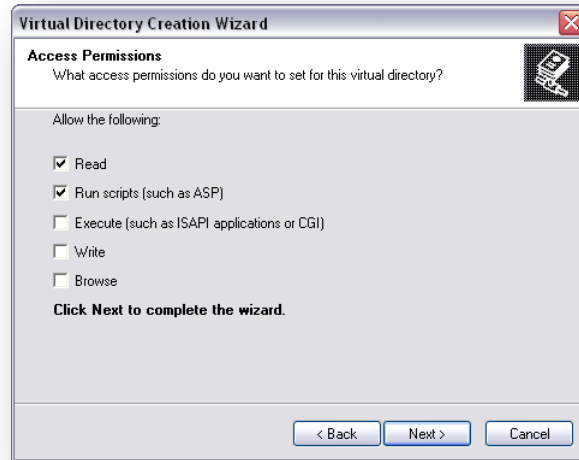 Virtual Directory Creation Wizard
Access Permissions
What access permissions do you want to set for this virtual directory?
Allow the following:
Read
Run scripts (such as ASP)
Execute (such as ISAPI applications or CGI)
Write
Browse
Click Next to complete the wizard.
< Back Next > Cancel